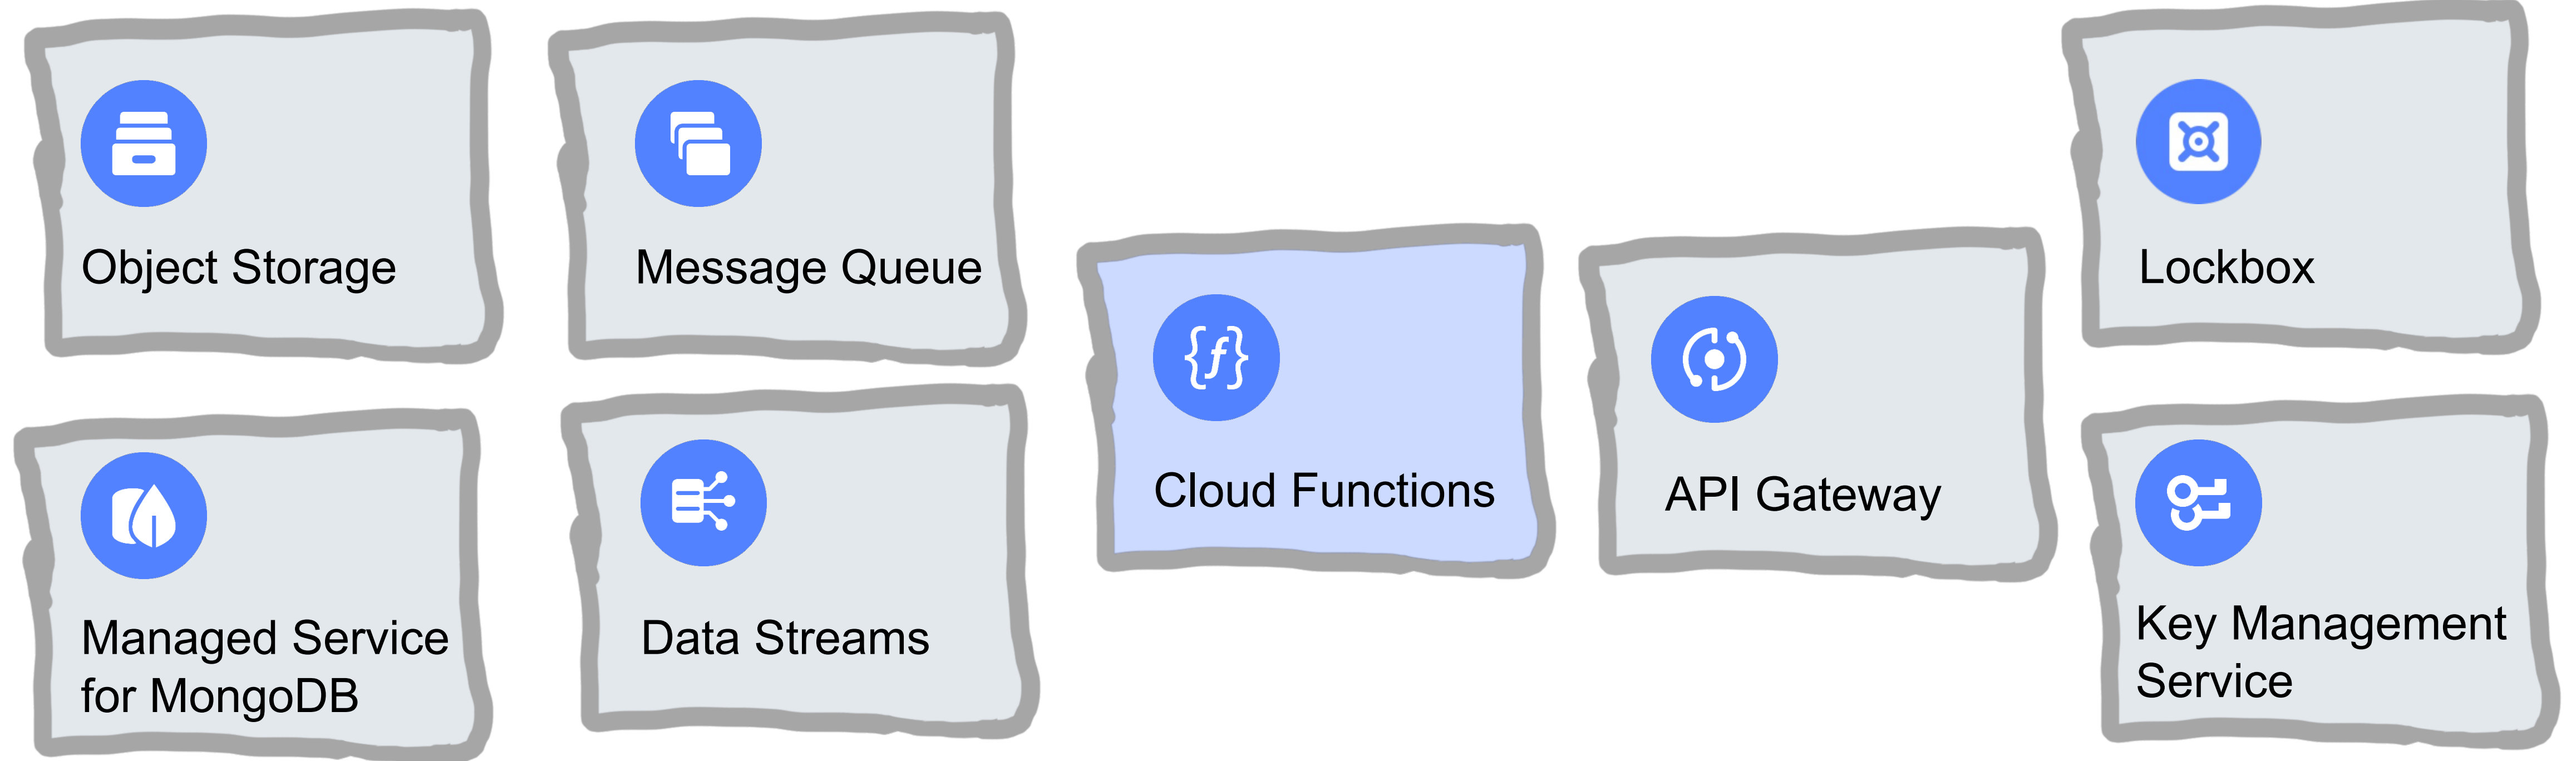 Object Storage
Message Queue
Lockbox
Cloud Functions
API Gateway
Managed Service
for MongoDB
Data Streams
Key Management
Service